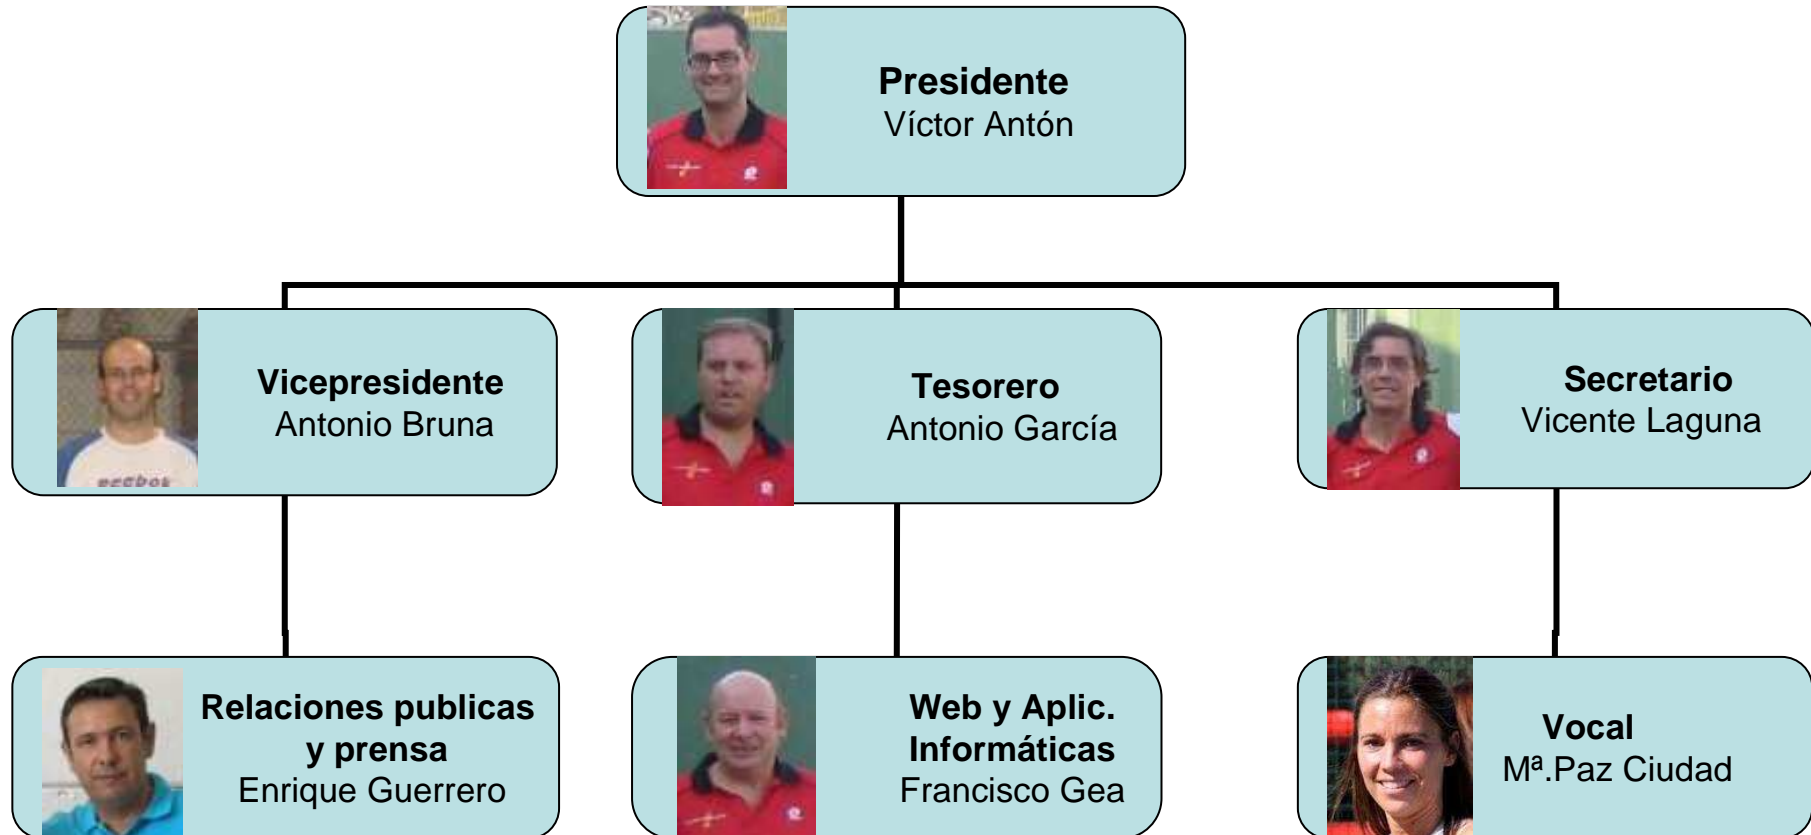 Presidente
Víctor Antón
Vicepresidente
Antonio Bruna
Tesorero
Antonio García
Secretario
Vicente Laguna
Relaciones publicas
y prensa
Enrique Guerrero
Web y Aplic.
Informáticas
Francisco Gea
Vocal
Mª.Paz Ciudad